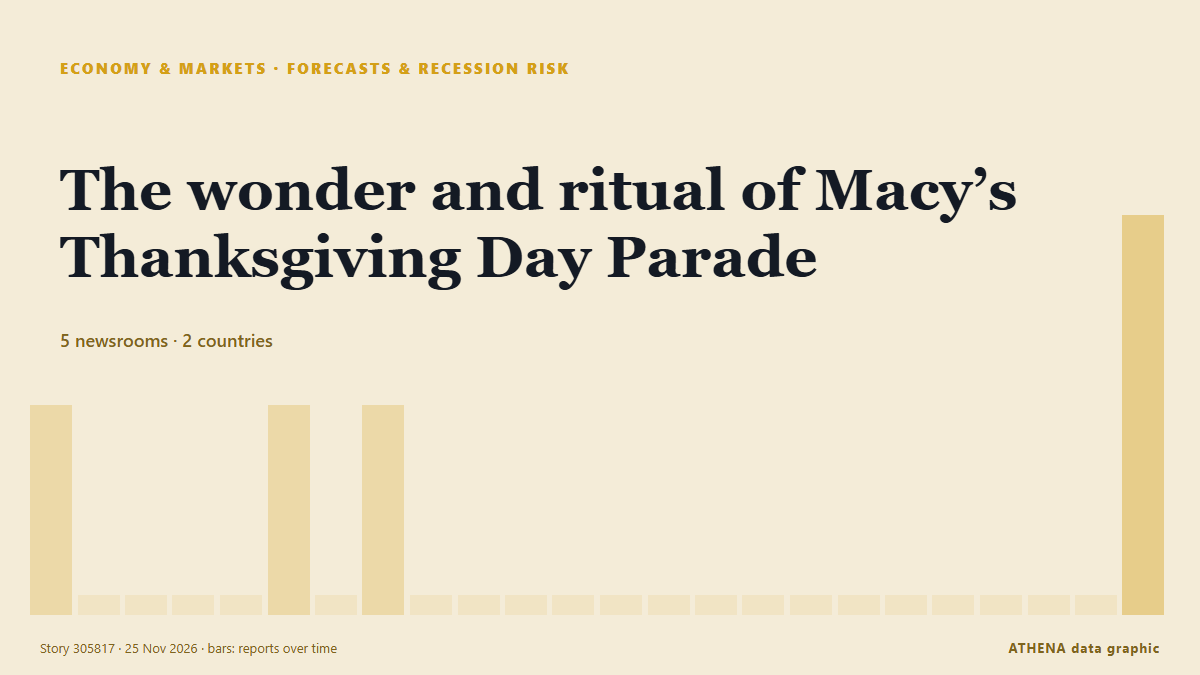 ECONOMY & MARKETS · FORECASTS & RECESSION RISK
The wonder and ritual of Macy’s
Thanksgiving Day Parade
5 newsrooms · 2 countries
Story 305817 · 25 Nov 2026 · bars: reports over time
ATHENA data graphic